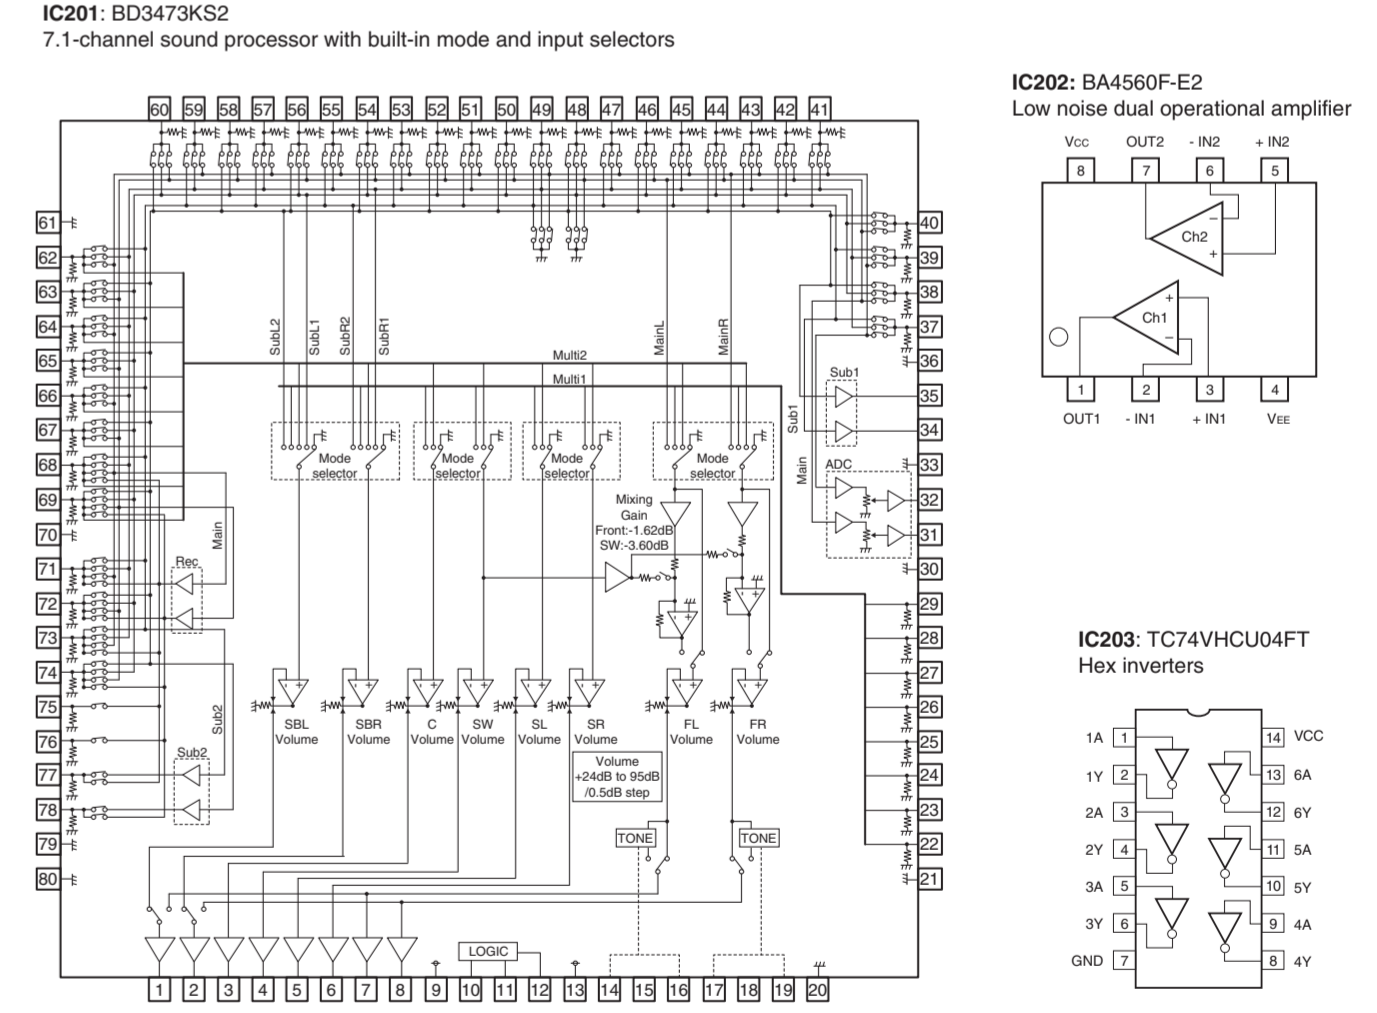 IC201: BD3473KS2
7.1-channel sound processor with built-in mode and input selectors
60 59 58 57 56 55 54 53 52 51 50 49 48 47 46 45 44 43 42 41
61
62
63
64
65
66
67
68
69
70
71
72
73
74
75
76
77
78
79
80
40
39
38
37
36
35
34
33
32
31
30
29
28
27
26
25
24
23
22
21
SubL2
SubL1
SubR2
SubR1
MainL
MainR
Multi2
Multi1
Sub1
Sub1
Main
ADC
Mode
selector
Mode
selector
Mode
selector
Mode
selector
Mixing
Gain
Front:-1.62dB
SW:-3.60dB
Main
Rec
Sub2
Sub2
SBL
Volume
SBR
Volume
C
Volume
SW
Volume
SL
Volume
SR
Volume
FL
Volume
FR
Volume
Volume
+24dB to 95dB
/0.5dB step
TONE
TONE
LOGIC
1 2 3 4 5 6 7 8 9 10 11 12 13 14 15 16 17 18 19 20
IC202: BA4560F-E2
Low noise dual operational amplifier
VCC OUT2 - IN2 + IN2
8 7 6 5
- Ch2 +
+ Ch1 -
1 2 3 4
OUT1 - IN1 + IN1 VEE
IC203: TC74VHCU04FT
Hex inverters
1A 1 14 VCC
1Y 2 13 6A
2A 3 12 6Y
2Y 4 11 5A
3A 5 10 5Y
3Y 6 9 4A
GND 7 8 4Y